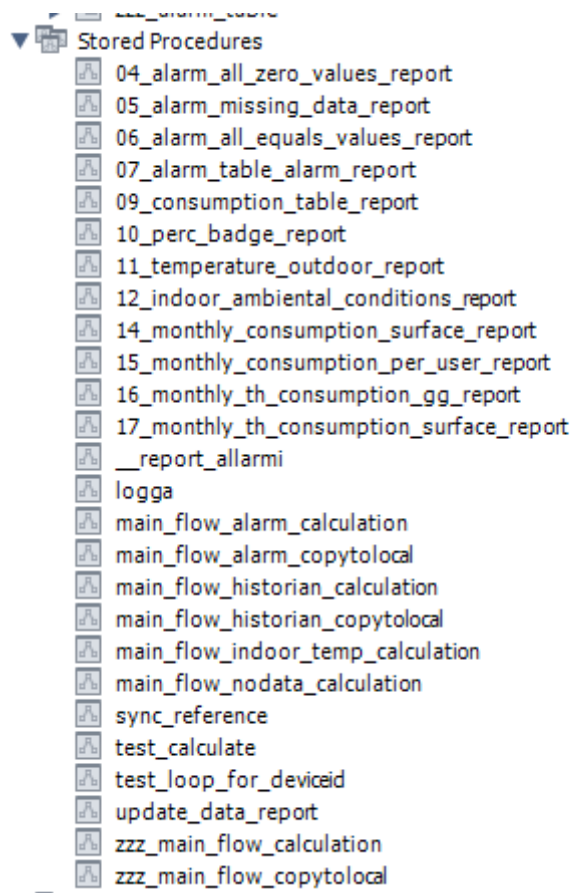 zzz_alarm_table
Stored Procedures
04_alarm_all_zero_values_report
05_alarm_missing_data_report
06_alarm_all_equals_values_report
07_alarm_table_alarm_report
09_consumption_table_report
10_perc_badge_report
11_temperature_outdoor_report
12_indoor_ambiental_conditions_report
14_monthly_consumption_surface_report
15_monthly_consumption_per_user_report
16_monthly_th_consumption_gg_report
17_monthly_th_consumption_surface_report
__report_allarmi
logga
main_flow_alarm_calculation
main_flow_alarm_copytolocal
main_flow_historian_calculation
main_flow_historian_copytolocal
main_flow_indoor_temp_calculation
main_flow_nodata_calculation
sync_reference
test_calculate
test_loop_for_deviceid
update_data_report
zzz_main_flow_calculation
zzz_main_flow_copytolocal